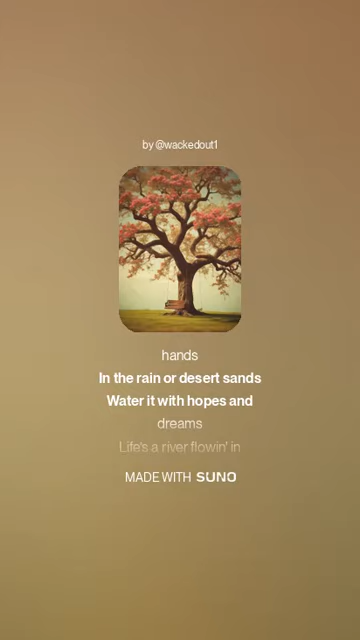 by @wackedout1
hands
In the rain or desert sands
Water it with hopes and
dreams
Life's a river flowin' in
MADE WITH SUNO